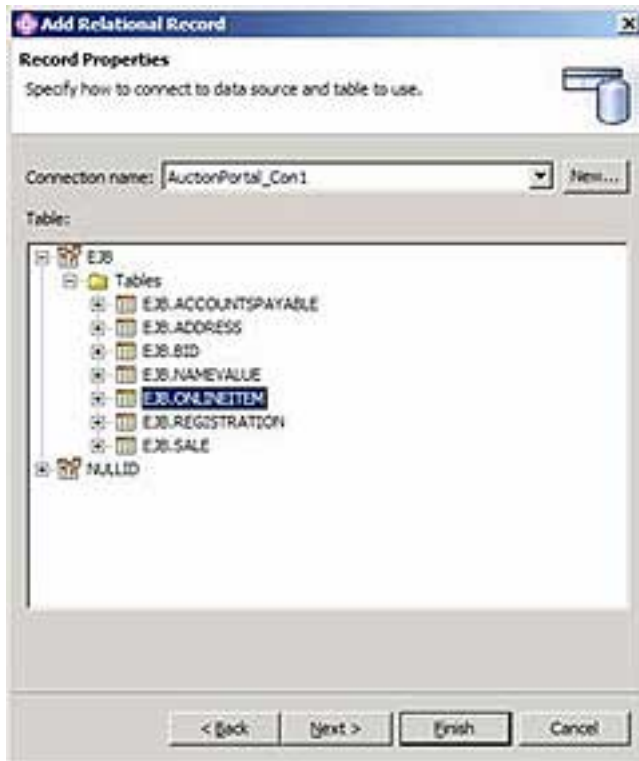 Add Relational Record
Record Properties
Specify how to connect to data source and table to use.
Connection name: AuctionPortal_Con1 New...
Table:
EJB
Tables
EJB.ACCOUNTSPAYABLE
EJB.ADDRESS
EJB.BID
EJB.NAMEVALUE
EJB.ONLINEITEM
EJB.REGISTRATION
EJB.SALE
NULLID
< Back Next > Finish Cancel